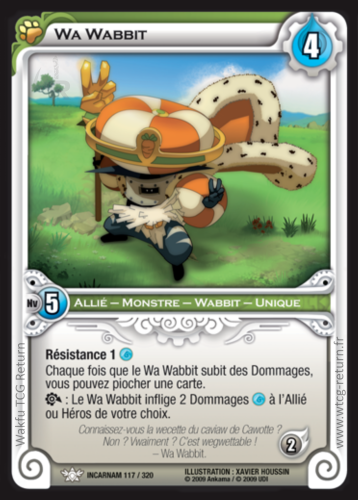 Wa Wabbit
4
Nv 5
Allié – Monstre – Wabbit – Unique
Résistance 1
Chaque fois que le Wa Wabbit subit des Dommages,
vous pouvez piocher une carte.
: Le Wa Wabbit inflige 2 Dommages à l'Allié
ou Héros de votre choix.
Connaissez-vous la wecette du caviaw de Cawotte ?
Non ? Vwaiment ? C'est wegwettable !
– Wa Wabbit.
2
INCARNAM 117 / 320
ILLUSTRATION : XAVIER HOUSSIN
© 2009 Ankama / © 2009 UDI
Wakfu TCG Return
www.wtcg-return.fr